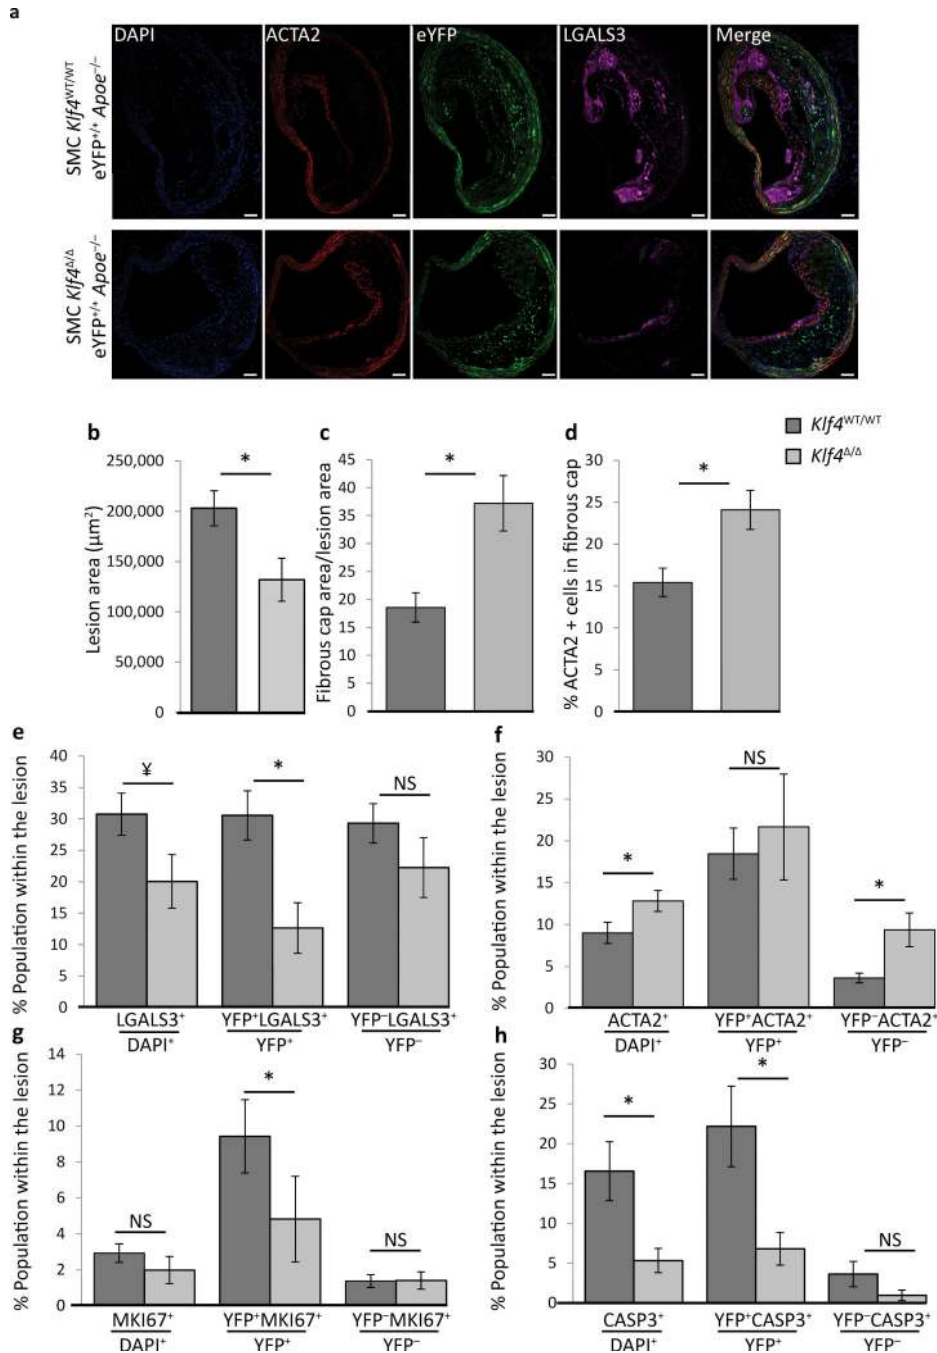 a
DAPI ACTA2 eYFP LGALS3 Merge
SMC Klf4^WT/WT
eYFP^+/+ Apoe^−/−
SMC Klf4^Δ/Δ
eYFP^+/+ Apoe^−/−
Klf4^WT/WT
Klf4^Δ/Δ
b
Lesion area (μm²)
250,000
200,000
150,000
100,000
50,000
0
*
c
Fibrous cap area/lesion area
45
40
35
30
25
20
15
10
5
0
*
d
% ACTA2 + cells in fibrous cap
30
25
20
15
10
5
0
*
e
% Population within the lesion
40
35
30
25
20
15
10
5
0
¥ * NS
LGALS3⁺ YFP⁺LGALS3⁺ YFP⁻LGALS3⁺
DAPI⁺ YFP⁺ YFP⁻
f
% Population within the lesion
30
25
20
15
10
5
0
* NS *
ACTA2⁺ YFP⁺ACTA2⁺ YFP⁻ACTA2⁺
DAPI⁺ YFP⁺ YFP⁻
g
% Population within the lesion
14
12
10
8
6
4
2
0
NS * NS
MKI67⁺ YFP⁺MKI67⁺ YFP⁻MKI67⁺
DAPI⁺ YFP⁺ YFP⁻
h
% Population within the lesion
30
25
20
15
10
5
0
* * NS
CASP3⁺ YFP⁺CASP3⁺ YFP⁻CASP3⁺
DAPI⁺ YFP⁺ YFP⁻